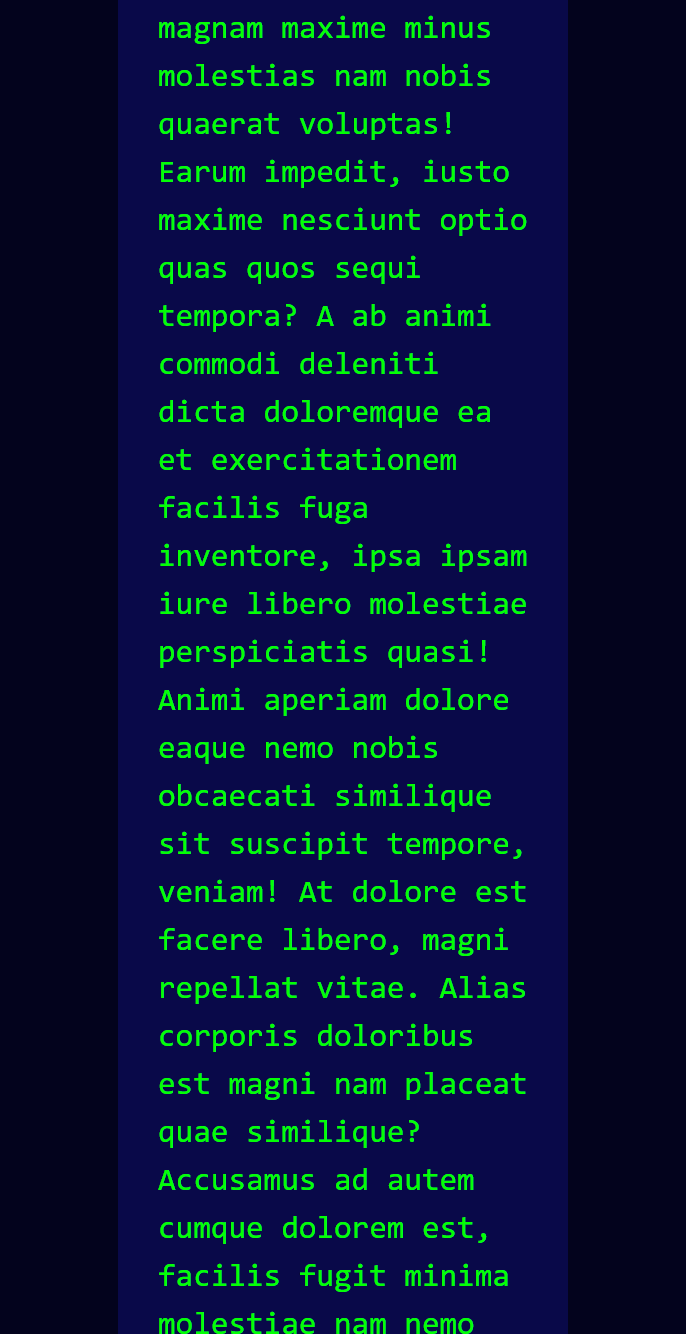 magnam maxime minus
molestias nam nobis
quaerat voluptas!
Earum impedit, iusto
maxime nesciunt optio
quas quos sequi
tempora? A ab animi
commodi deleniti
dicta doloremque ea
et exercitationem
facilis fuga
inventore, ipsa ipsam
iure libero molestiae
perspiciatis quasi!
Animi aperiam dolore
eaque nemo nobis
obcaecati similique
sit suscipit tempore,
veniam! At dolore est
facere libero, magni
repellat vitae. Alias
corporis doloribus
est magni nam placeat
quae similique?
Accusamus ad autem
cumque dolorem est,
facilis fugit minima
molestiae nam nemo